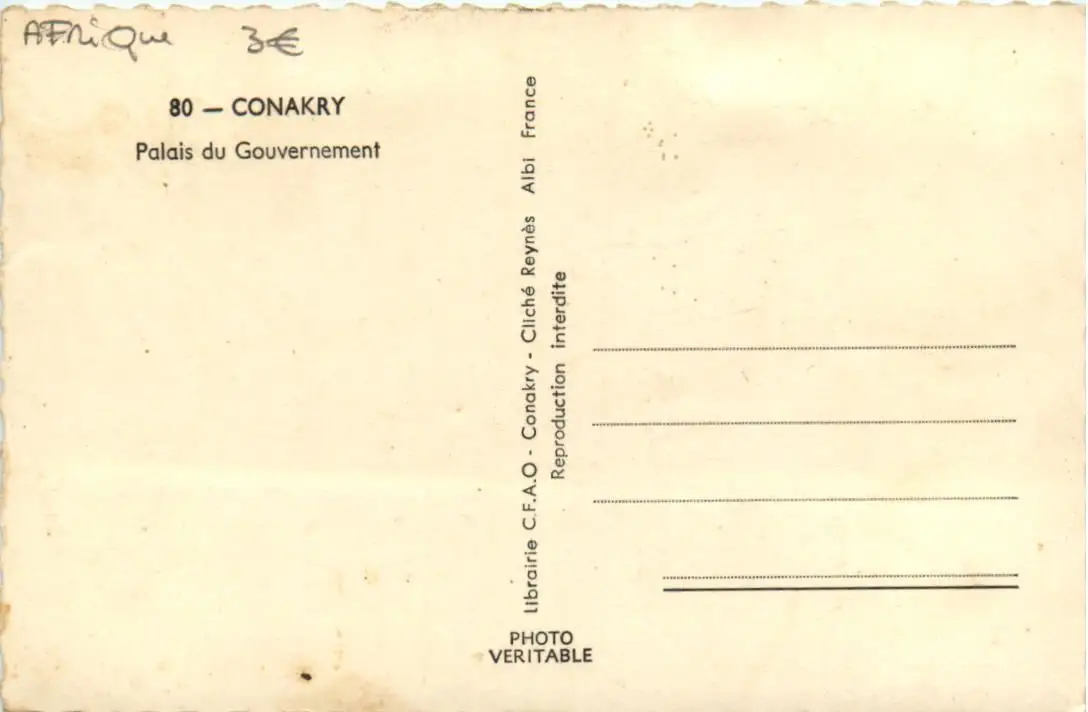 AFRiQue 3€
80 — CONAKRY
Palais du Gouvernement
Librairie C.F.A.O - Conakry - Cliché Reynès Albi France
Reproduction interdite
PHOTO
VERITABLE